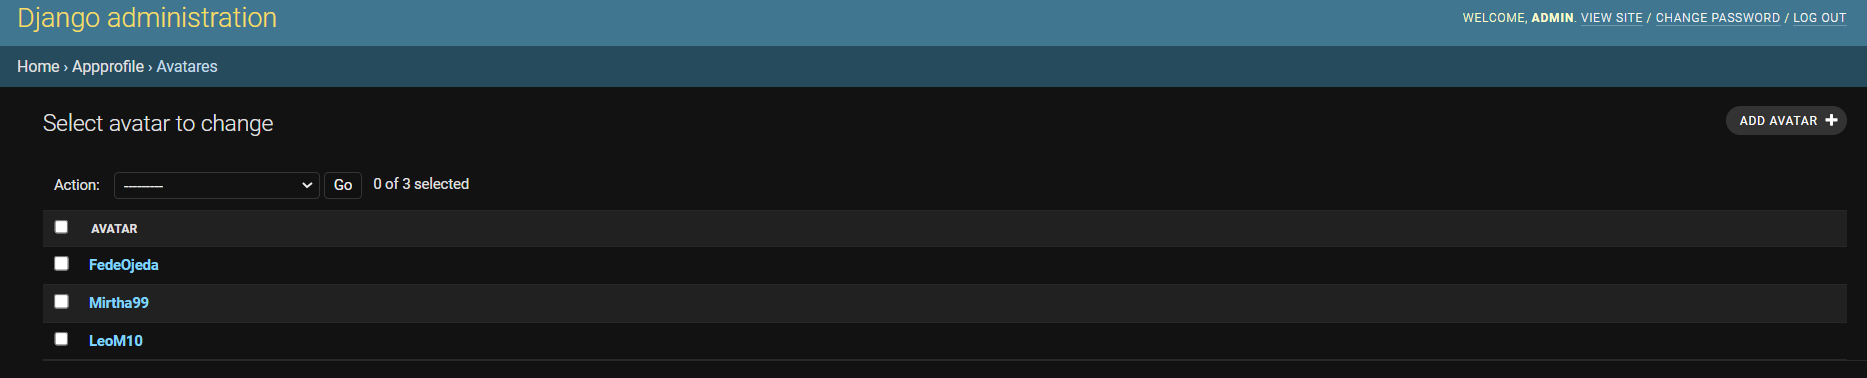 Django administration
WELCOME, ADMIN. VIEW SITE / CHANGE PASSWORD / LOG OUT
Home › Appprofile › Avatares
Select avatar to change
ADD AVATAR +
Action: --------- Go 0 of 3 selected
AVATAR
FedeOjeda
Mirtha99
LeoM10